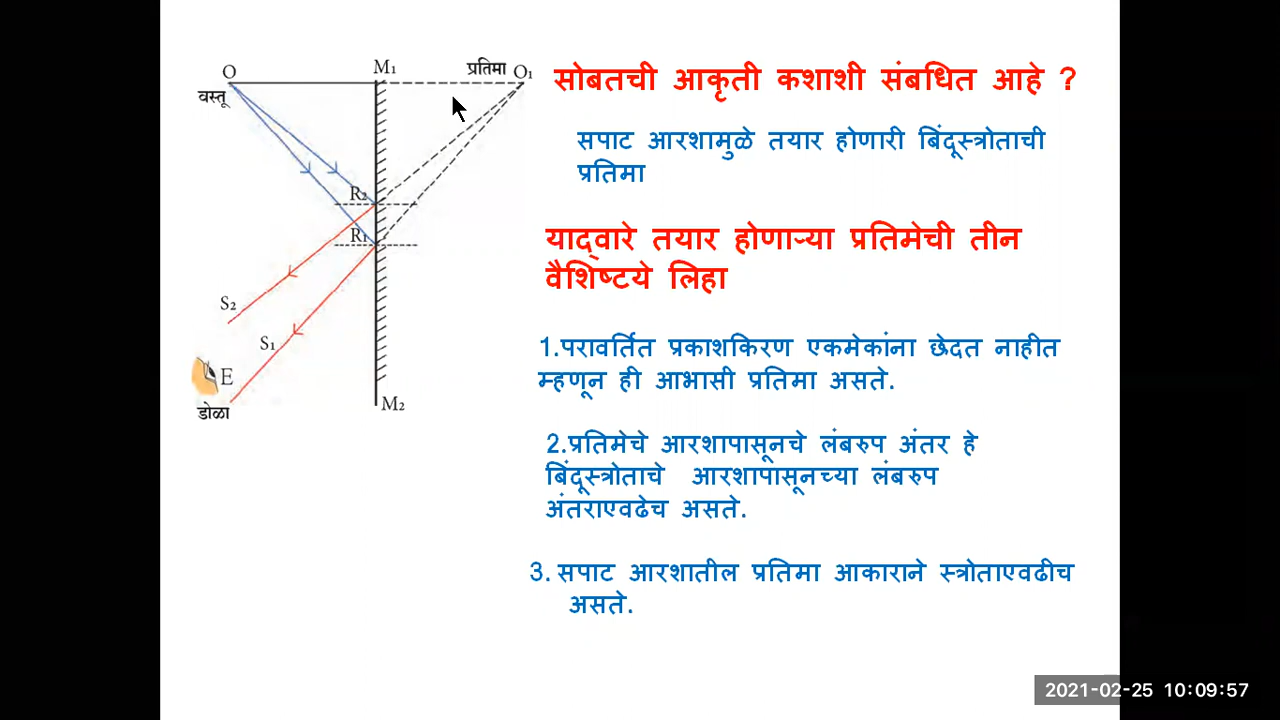 O
M₁
प्रतिमा O₁
वस्तू
R₂
R₁
S₂
S₁
E
डोळा
M₂
सोबतची आकृती कशाशी संबधित आहे ?
सपाट आरशामुळे तयार होणारी बिंदूस्त्रोताची
प्रतिमा
याद्वारे तयार होणाऱ्या प्रतिमेची तीन
वैशिष्टये लिहा
1.परावर्तित प्रकाशकिरण एकमेकांना छेदत नाहीत
म्हणून ही आभासी प्रतिमा असते.
2.प्रतिमेचे आरशापासूनचे लंबरुप अंतर हे
बिंदूस्त्रोताचे आरशापासूनच्या लंबरुप
अंतराएवढेच असते.
3. सपाट आरशातील प्रतिमा आकाराने स्त्रोताएवढीच
असते.
2021-02-25 10:09:57